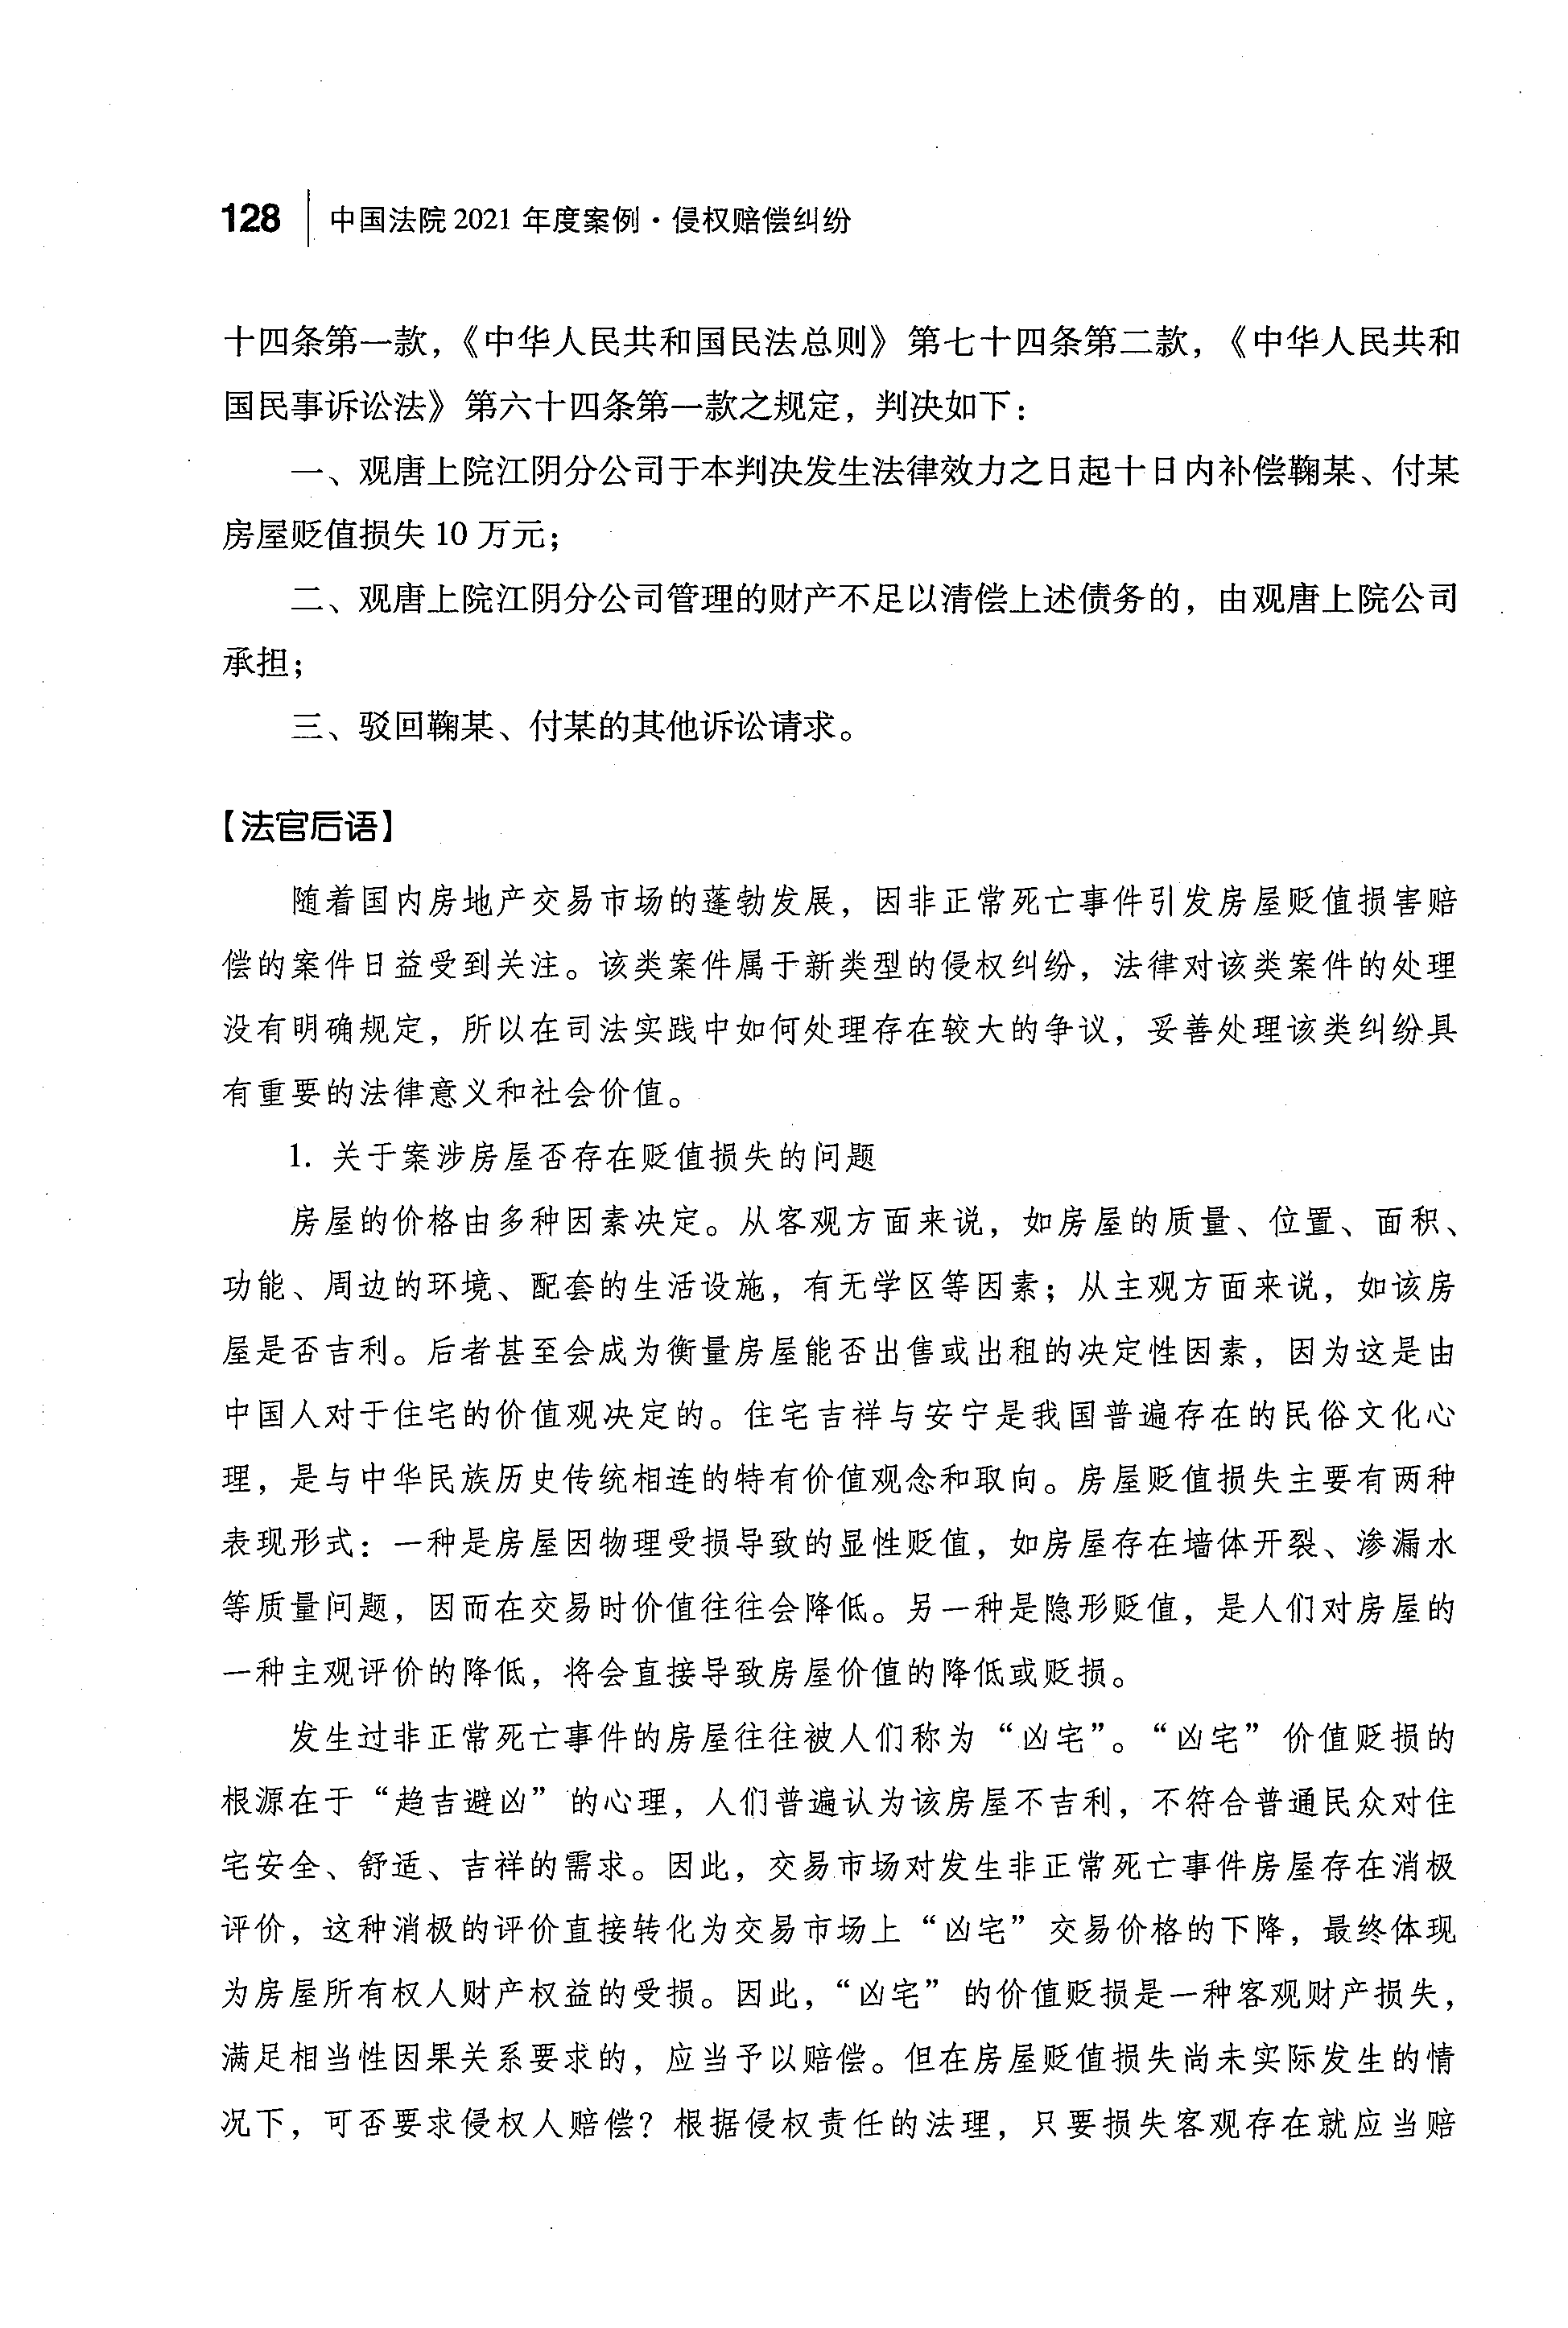 128 中国法院 2021 年度案例·侵权赔偿纠纷
十四条第一款，《中华人民共和国民法总则》第七十四条第二款，《中华人民共和
国民事诉讼法》第六十四条第一款之规定，判决如下：
一、观唐上院江阴分公司于本判决发生法律效力之日起十日内补偿鞠某、付某
房屋贬值损失 10 万元；
二、观唐上院江阴分公司管理的财产不足以清偿上述债务的，由观唐上院公司
承担；
三、驳回鞠某、付某的其他诉讼请求。
【法官后语】
随着国内房地产交易市场的蓬勃发展，因非正常死亡事件引发房屋贬值损害赔
偿的案件日益受到关注。该类案件属于新类型的侵权纠纷，法律对该类案件的处理
没有明确规定，所以在司法实践中如何处理存在较大的争议，妥善处理该类纠纷具
有重要的法律意义和社会价值。
1. 关于案涉房屋否存在贬值损失的问题
房屋的价格由多种因素决定。从客观方面来说，如房屋的质量、位置、面积、
功能、周边的环境、配套的生活设施，有无学区等因素；从主观方面来说，如该房
屋是否吉利。后者甚至会成为衡量房屋能否出售或出租的决定性因素，因为这是由
中国人对于住宅的价值观决定的。住宅吉祥与安宁是我国普遍存在的民俗文化心
理，是与中华民族历史传统相连的特有价值观念和取向。房屋贬值损失主要有两种
表现形式：一种是房屋因物理受损导致的显性贬值，如房屋存在墙体开裂、渗漏水
等质量问题，因而在交易时价值往往会降低。另一种是隐形贬值，是人们对房屋的
一种主观评价的降低，将会直接导致房屋价值的降低或贬损。
发生过非正常死亡事件的房屋往往被人们称为“凶宅”。“凶宅”价值贬损的
根源在于“趋吉避凶”的心理，人们普遍认为该房屋不吉利，不符合普通民众对住
宅安全、舒适、吉祥的需求。因此，交易市场对发生非正常死亡事件房屋存在消极
评价，这种消极的评价直接转化为交易市场上“凶宅”交易价格的下降，最终体现
为房屋所有权人财产权益的受损。因此，“凶宅”的价值贬损是一种客观财产损失，
满足相当性因果关系要求的，应当予以赔偿。但在房屋贬值损失尚未实际发生的情
况下，可否要求侵权人赔偿？根据侵权责任的法理，只要损失客观存在就应当赔